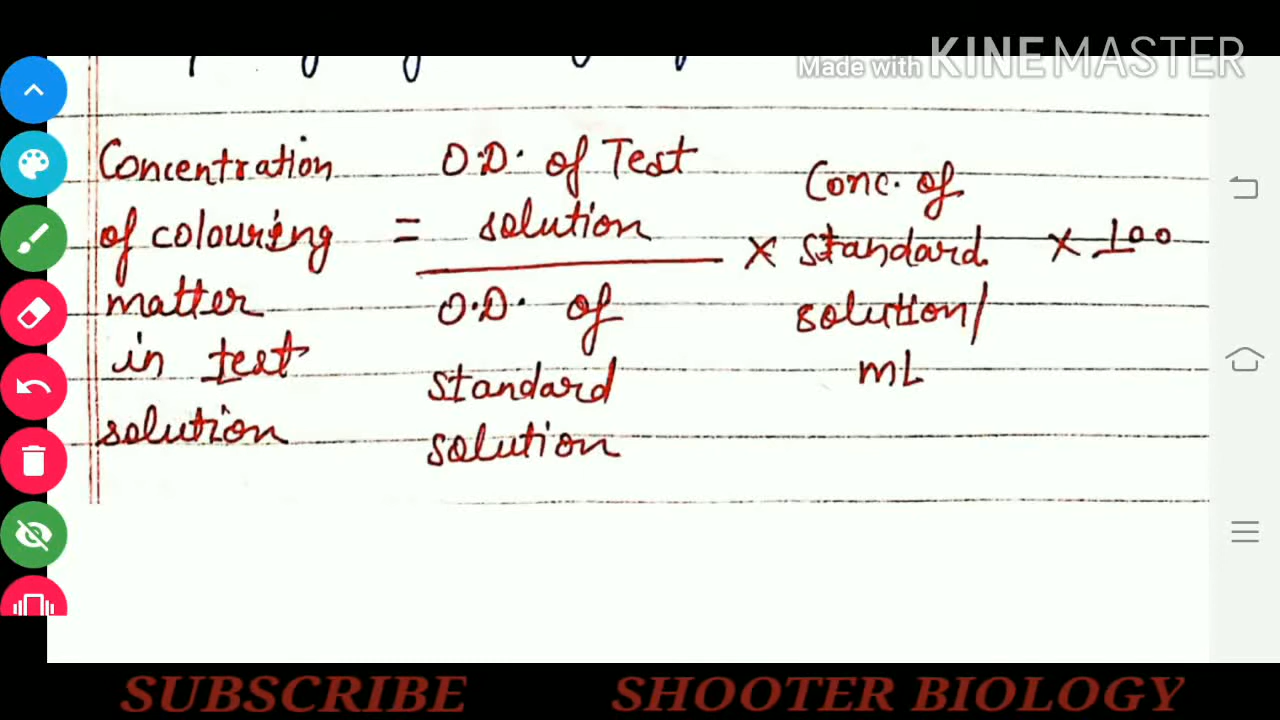 Made with KINEMASTER
Concentration
of colouring
matter
in test
solution
=
O.D. of Test
solution
O.D. of
standard
solution
×
Conc. of
standard
solution/
mL
× 100
SUBSCRIBE SHOOTER BIOLOGY